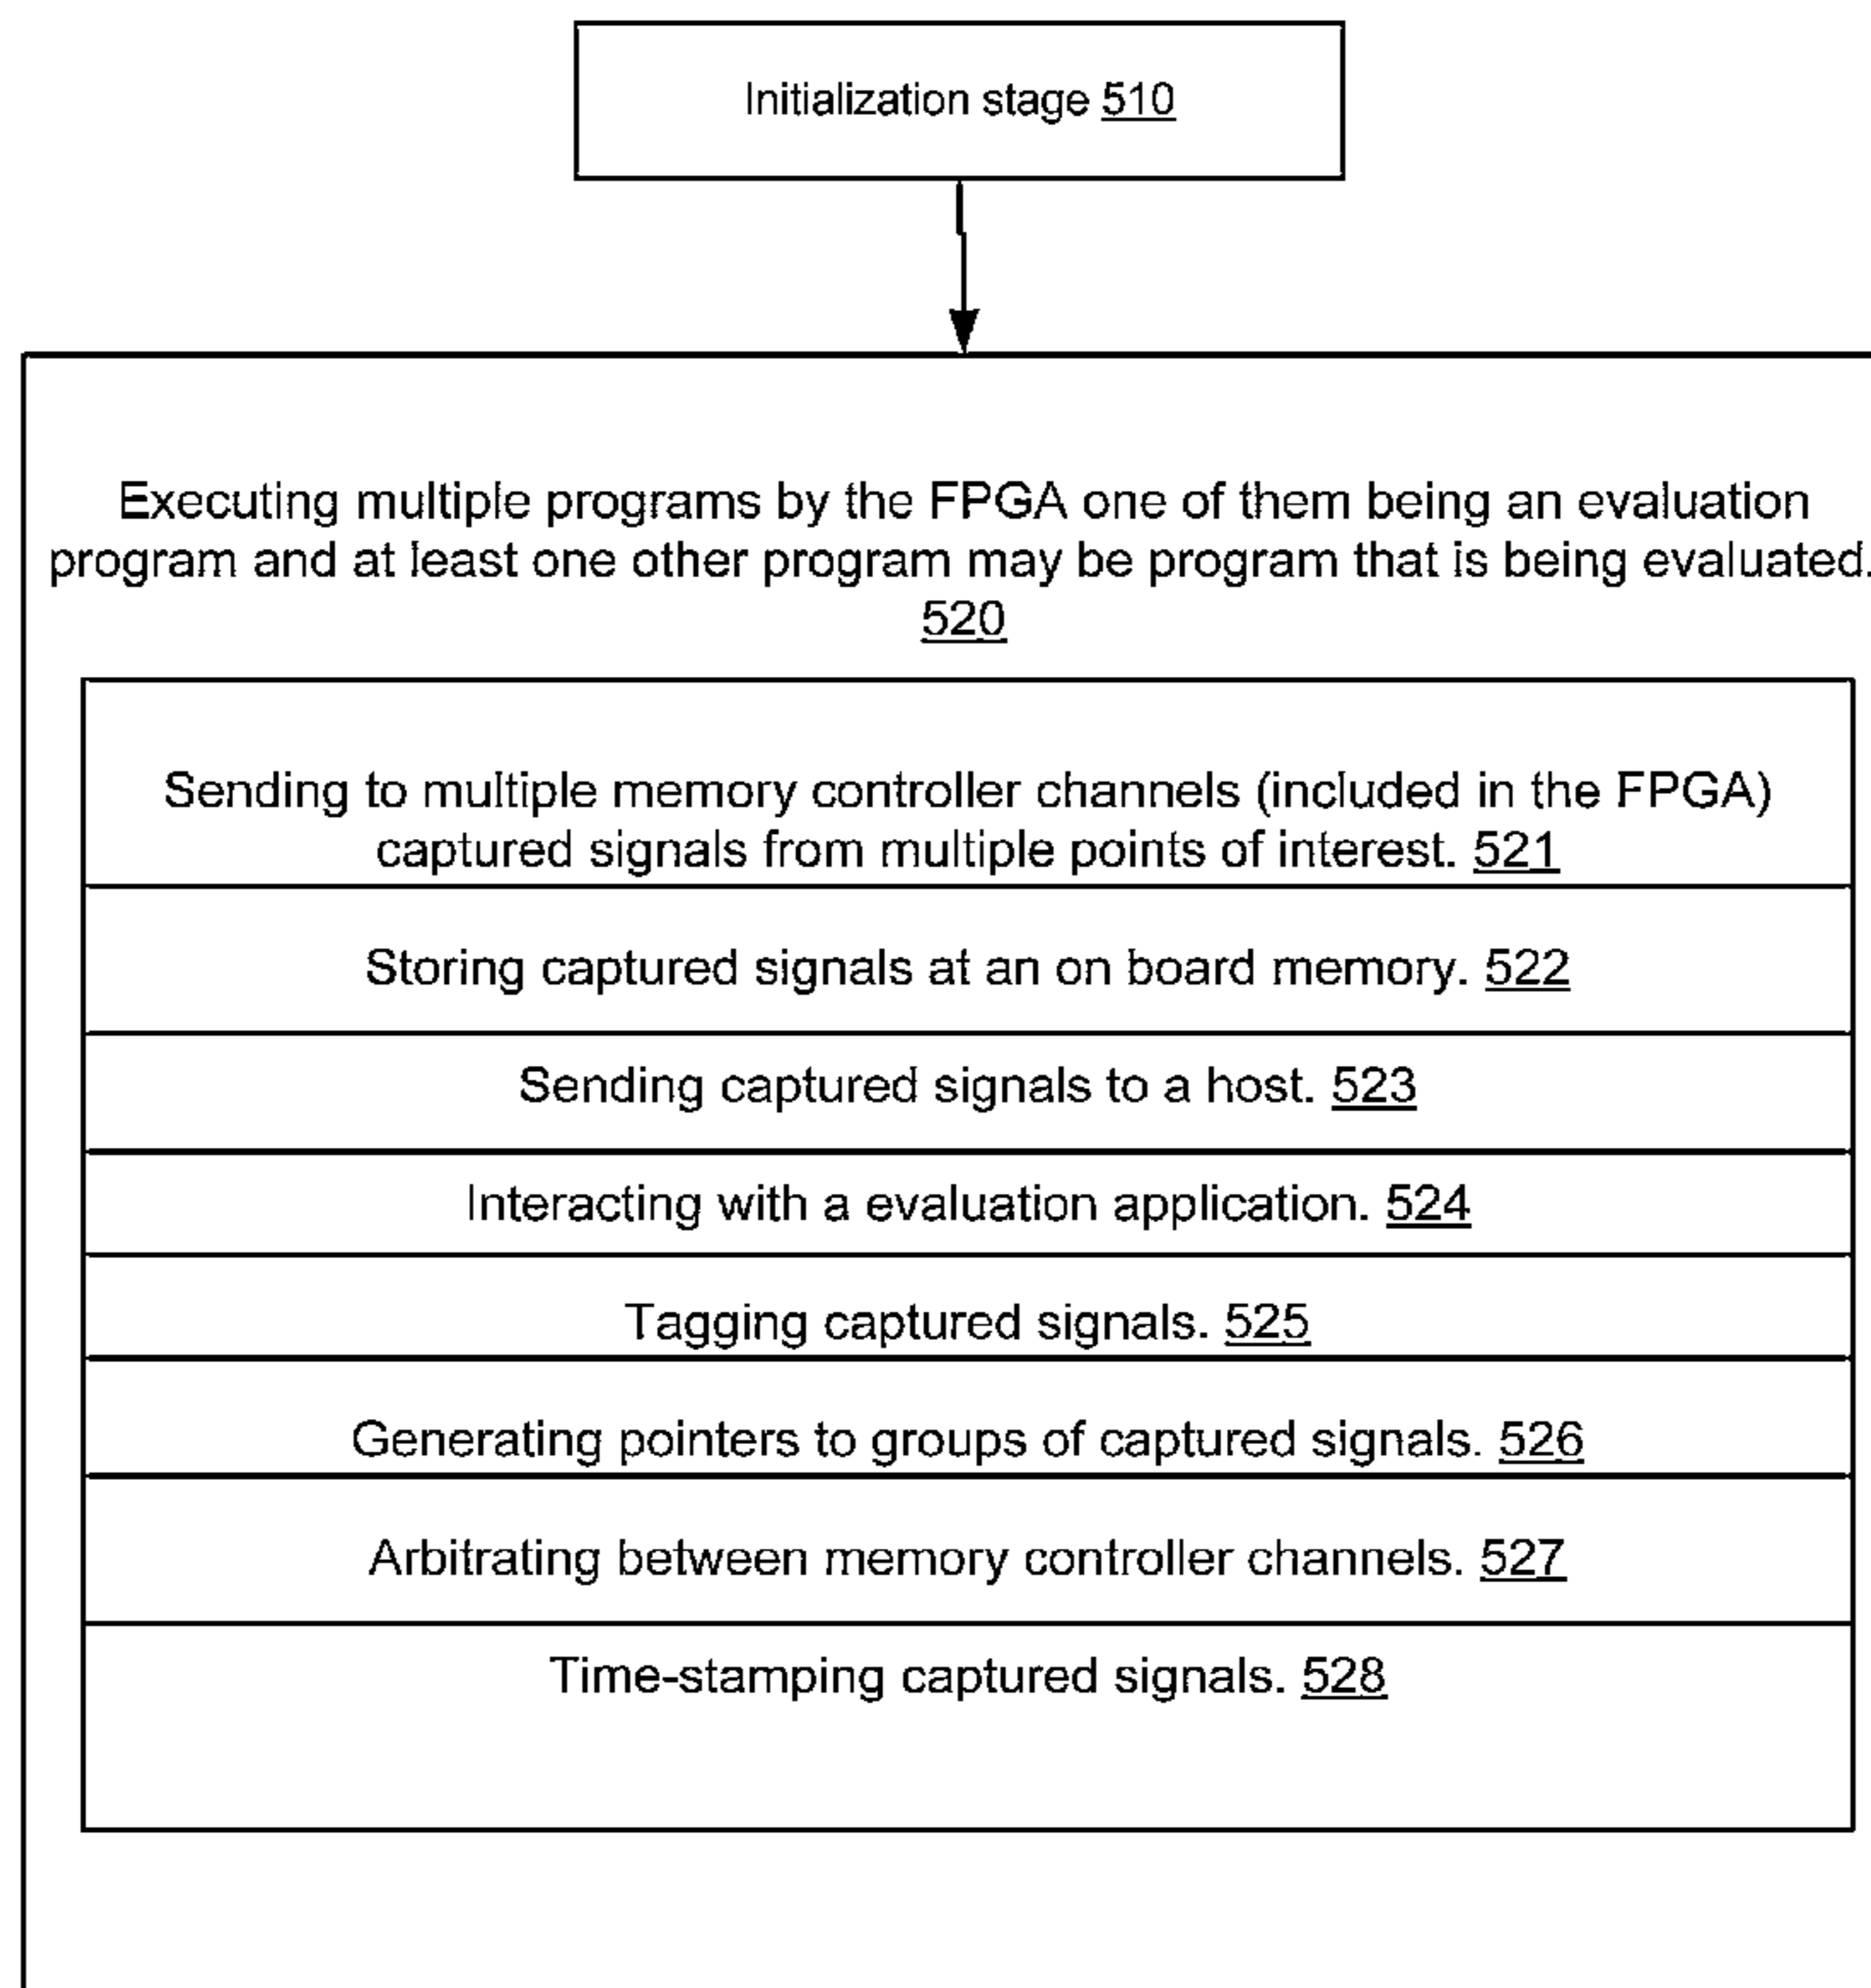 Initialization stage 510
Executing multiple programs by the FPGA one of them being an evaluation
program and at least one other program may be program that is being evaluated.
520
Sending to multiple memory controller channels (included in the FPGA)
captured signals from multiple points of interest. 521
Storing captured signals at an on board memory. 522
Sending captured signals to a host. 523
Interacting with a evaluation application. 524
Tagging captured signals. 525
Generating pointers to groups of captured signals. 526
Arbitrating between memory controller channels. 527
Time-stamping captured signals. 528